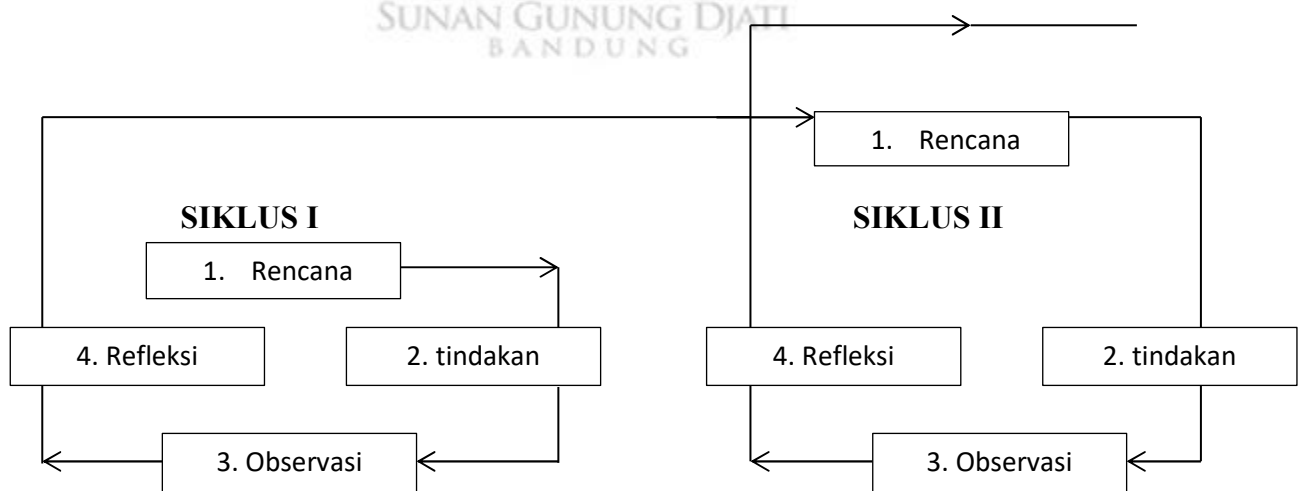 SUNAN GUNUNG DJATI
BANDUNG
SIKLUS I
1. Rencana
2. tindakan
3. Observasi
4. Refleksi
SIKLUS II
1. Rencana
2. tindakan
3. Observasi
4. Refleksi